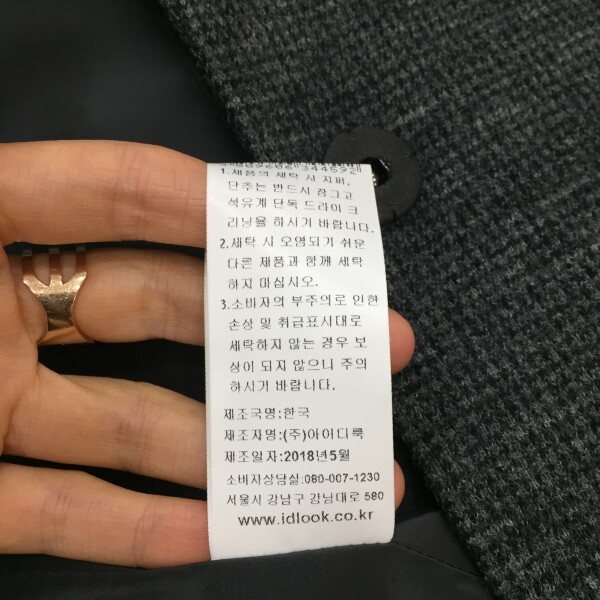 1.제품의 세탁 시 지퍼,
단추는 반드시 잠그고
석유계 단독 드라이 크
리닝을 하시기 바랍니다.
2.세탁 시 오염되기 쉬운
다른 제품과 함께 세탁
하지 마십시오.
3.소비자의 부주의로 인한
손상 및 취급표시대로
세탁하지 않는 경우 보
상이 되지 않으니 주의
하시기 바랍니다.
제조국명:한국
제조자명:(주)아이디룩
제조일자:2018년5월
소비자상담실:080-007-1230
서울시 강남구 강남대로 580
www.idlook.co.kr